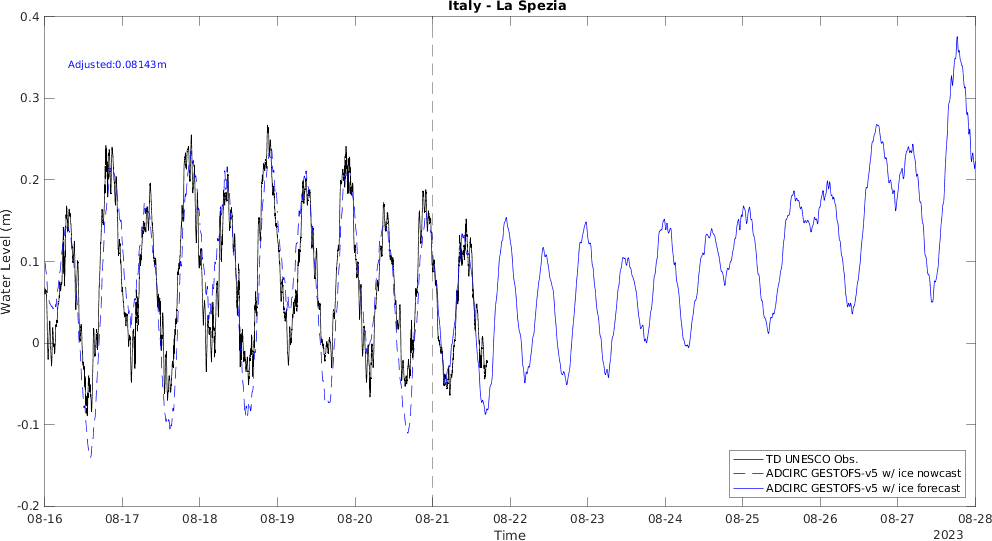 Italy - La Spezia
Adjusted:0.08143m
Water Level (m)
0.4
0.3
0.2
0.1
0
-0.1
-0.2
08-16 08-17 08-18 08-19 08-20 08-21 08-22 08-23 08-24 08-25 08-26 08-27 08-28
Time
2023
TD UNESCO Obs.
ADCIRC GESTOFS-v5 w/ ice nowcast
ADCIRC GESTOFS-v5 w/ ice forecast